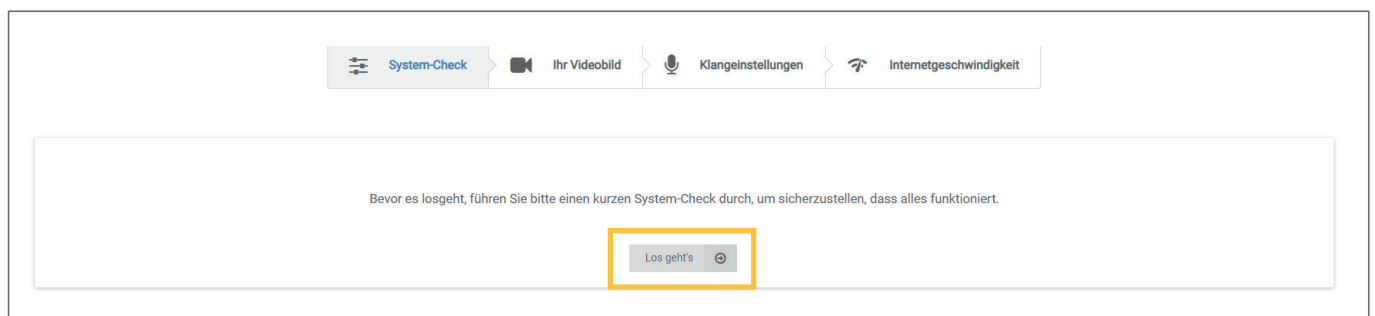 System-Check Ihr Videobild Klangeinstellungen Internetgeschwindigkeit
Bevor es losgeht, führen Sie bitte einen kurzen System-Check durch, um sicherzustellen, dass alles funktioniert.
Los geht's